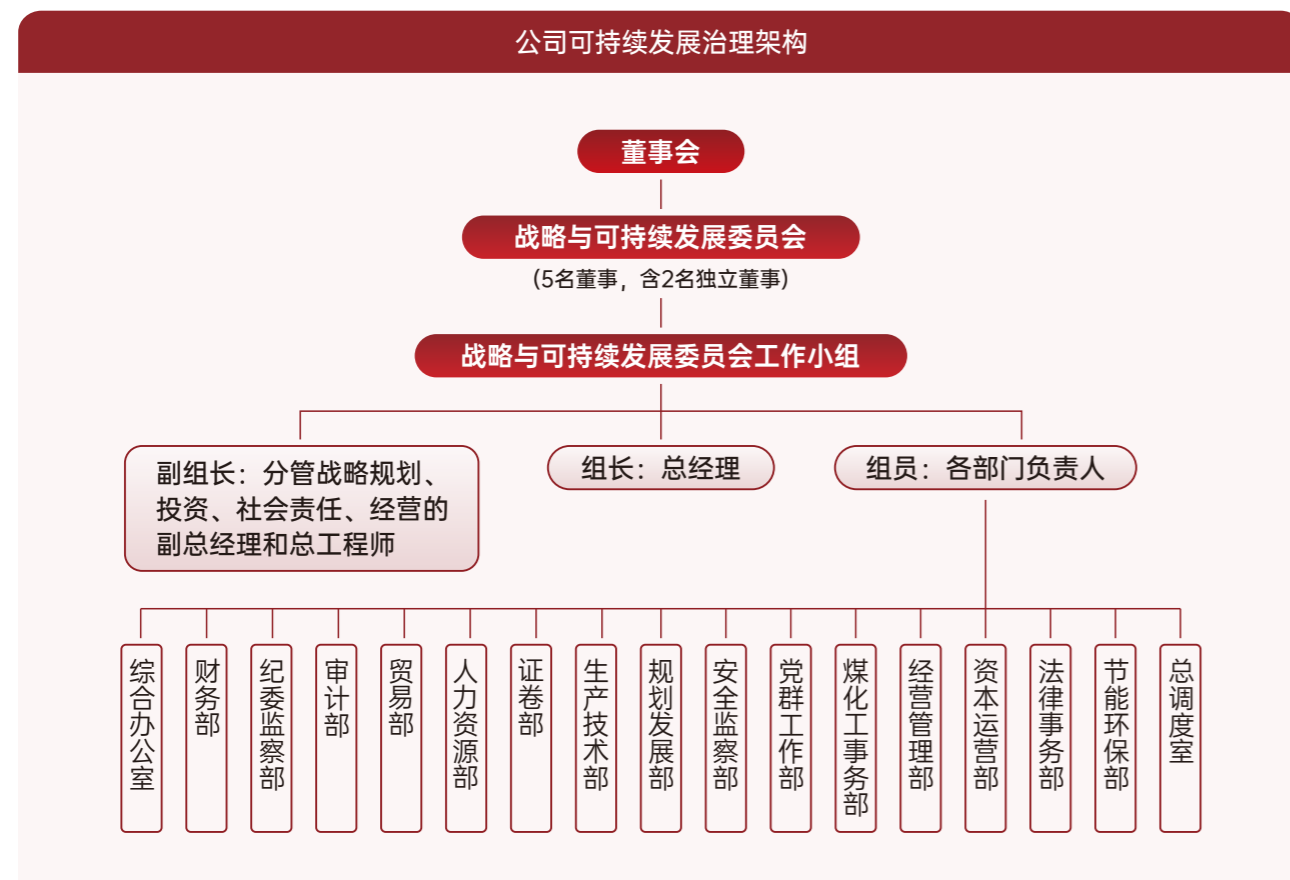 公司可持续发展治理架构
董事会
战略与可持续发展委员会
(5名董事，含2名独立董事)
战略与可持续发展委员会工作小组
副组长：分管战略规划、
投资、社会责任、经营的
副总经理和总工程师
组长：总经理
组员：各部门负责人
综合办公室
财务部
纪委监察部
审计部
贸易部
人力资源部
证卷部
生产技术部
规划发展部
安全监察部
党群工作部
煤化工事务部
经营管理部
资本运营部
法律事务部
节能环保部
总调度室